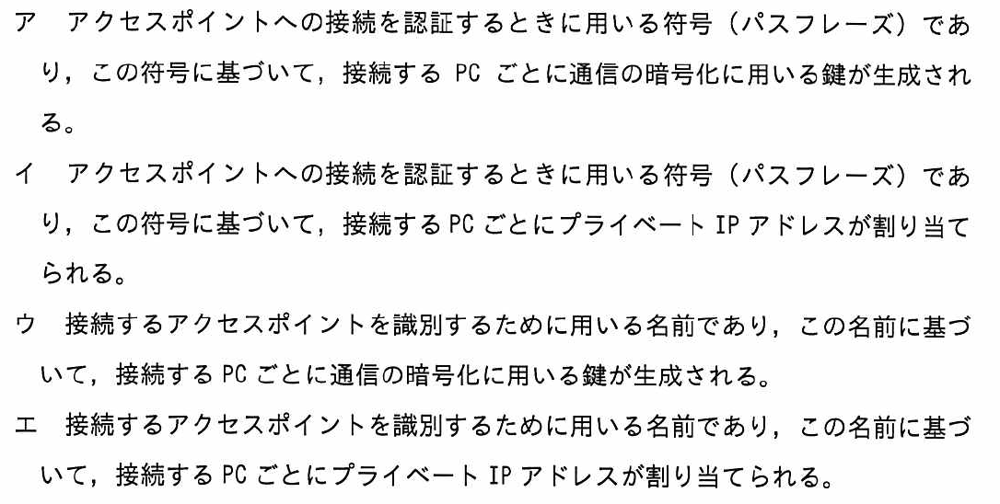 ア　アクセスポイントへの接続を認証するときに用いる符号（パスフレーズ）であ
り，この符号に基づいて，接続する PC ごとに通信の暗号化に用いる鍵が生成され
る。
イ　アクセスポイントへの接続を認証するときに用いる符号（パスフレーズ）であ
り，この符号に基づいて，接続する PC ごとにプライベート IP アドレスが割り当て
られる。
ウ　接続するアクセスポイントを識別するために用いる名前であり，この名前に基づ
いて，接続する PC ごとに通信の暗号化に用いる鍵が生成される。
エ　接続するアクセスポイントを識別するために用いる名前であり，この名前に基づ
いて，接続する PC ごとにプライベート IP アドレスが割り当てられる。